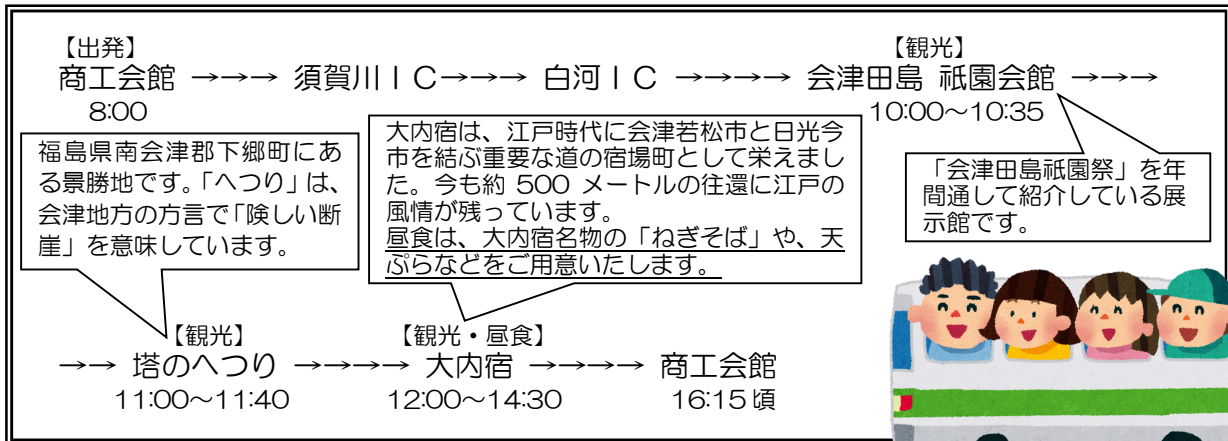 【出発】
【観光】
商工会館 →→→ 須賀川ＩＣ→→→ 白河ＩＣ →→→→ 会津田島 祇園会館 →→→
8:00
10:00～10:35
福島県南会津郡下郷町にあ
る景勝地です。「へつり」は、
会津地方の方言で「険しい断
崖」を意味しています。
大内宿は、江戸時代に会津若松市と日光今
市を結ぶ重要な道の宿場町として栄えまし
た。今も約 500 メートルの往還に江戸の
風情が残っています。
昼食は、大内宿名物の「ねぎそば」や、天
ぷらなどをご用意いたします。
「会津田島祇園祭」を年
間通して紹介している展
示館です。
【観光】
【観光・昼食】
→→ 塔のへつり →→→→ 大内宿 →→→→ 商工会館
11:00～11:40
12:00～14:30
16:15 頃